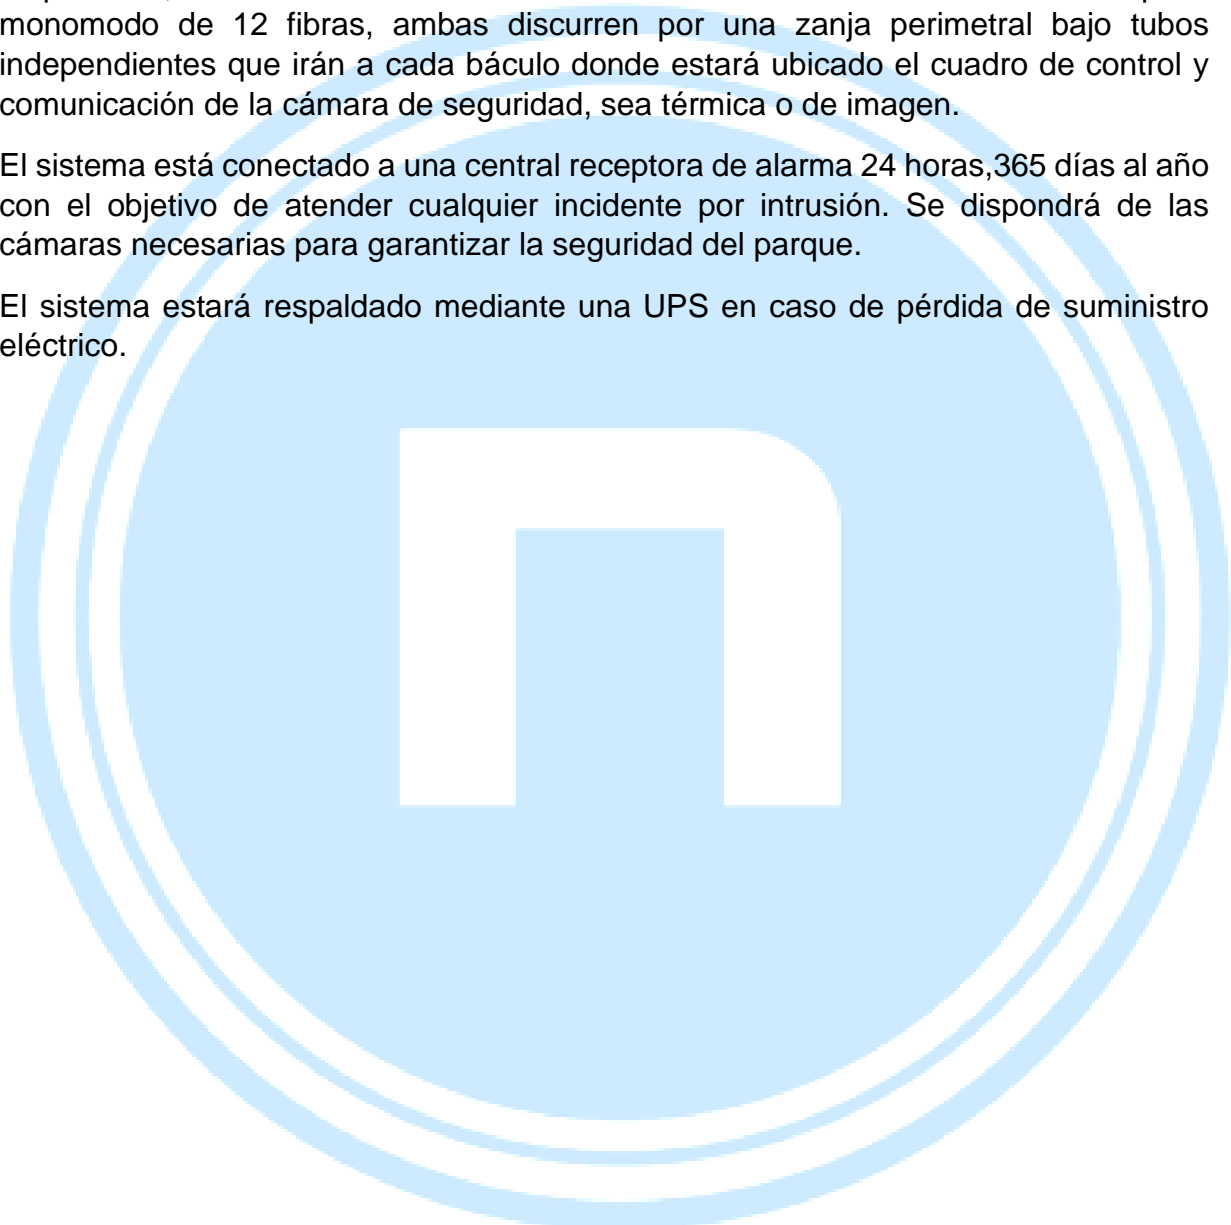 monomodo de 12 fibras, ambas discurren por una zanja perimetral bajo tubos
independientes que irán a cada báculo donde estará ubicado el cuadro de control y
comunicación de la cámara de seguridad, sea térmica o de imagen.
El sistema está conectado a una central receptora de alarma 24 horas,365 días al año
con el objetivo de atender cualquier incidente por intrusión. Se dispondrá de las
cámaras necesarias para garantizar la seguridad del parque.
El sistema estará respaldado mediante una UPS en caso de pérdida de suministro
eléctrico.
n